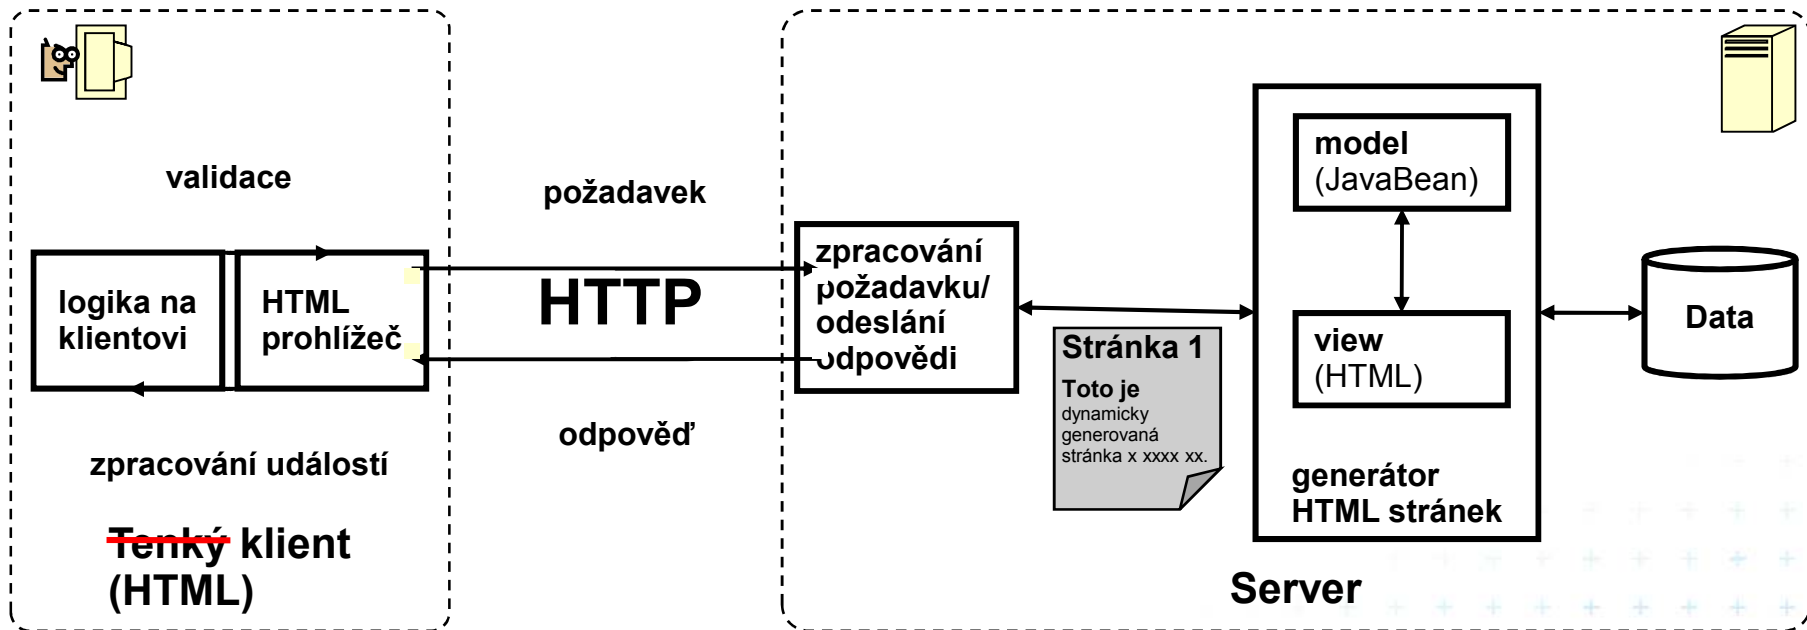 validace
logika na
klientovi
HTML
prohlížeč
zpracování událostí
Tenký klient
(HTML)
požadavek
HTTP
odpověď
zpracování
požadavku/
odeslání
odpovědi
Stránka 1
Toto je
dynamicky
generovaná
stránka x xxxx xx.
model
(JavaBean)
view
(HTML)
generátor
HTML stránek
Data
Server